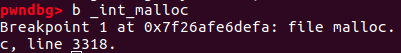 pwndbg> b _int_malloc
Breakpoint 1 at 0x7f26afe6defa: file malloc.
c, line 3318.